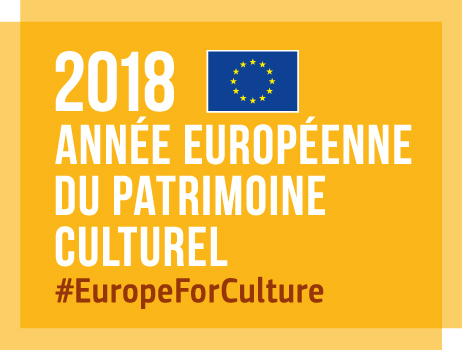 2018
ANNÉE EUROPÉENNE
DU PATRIMOINE
CULTUREL
#EuropeForCulture